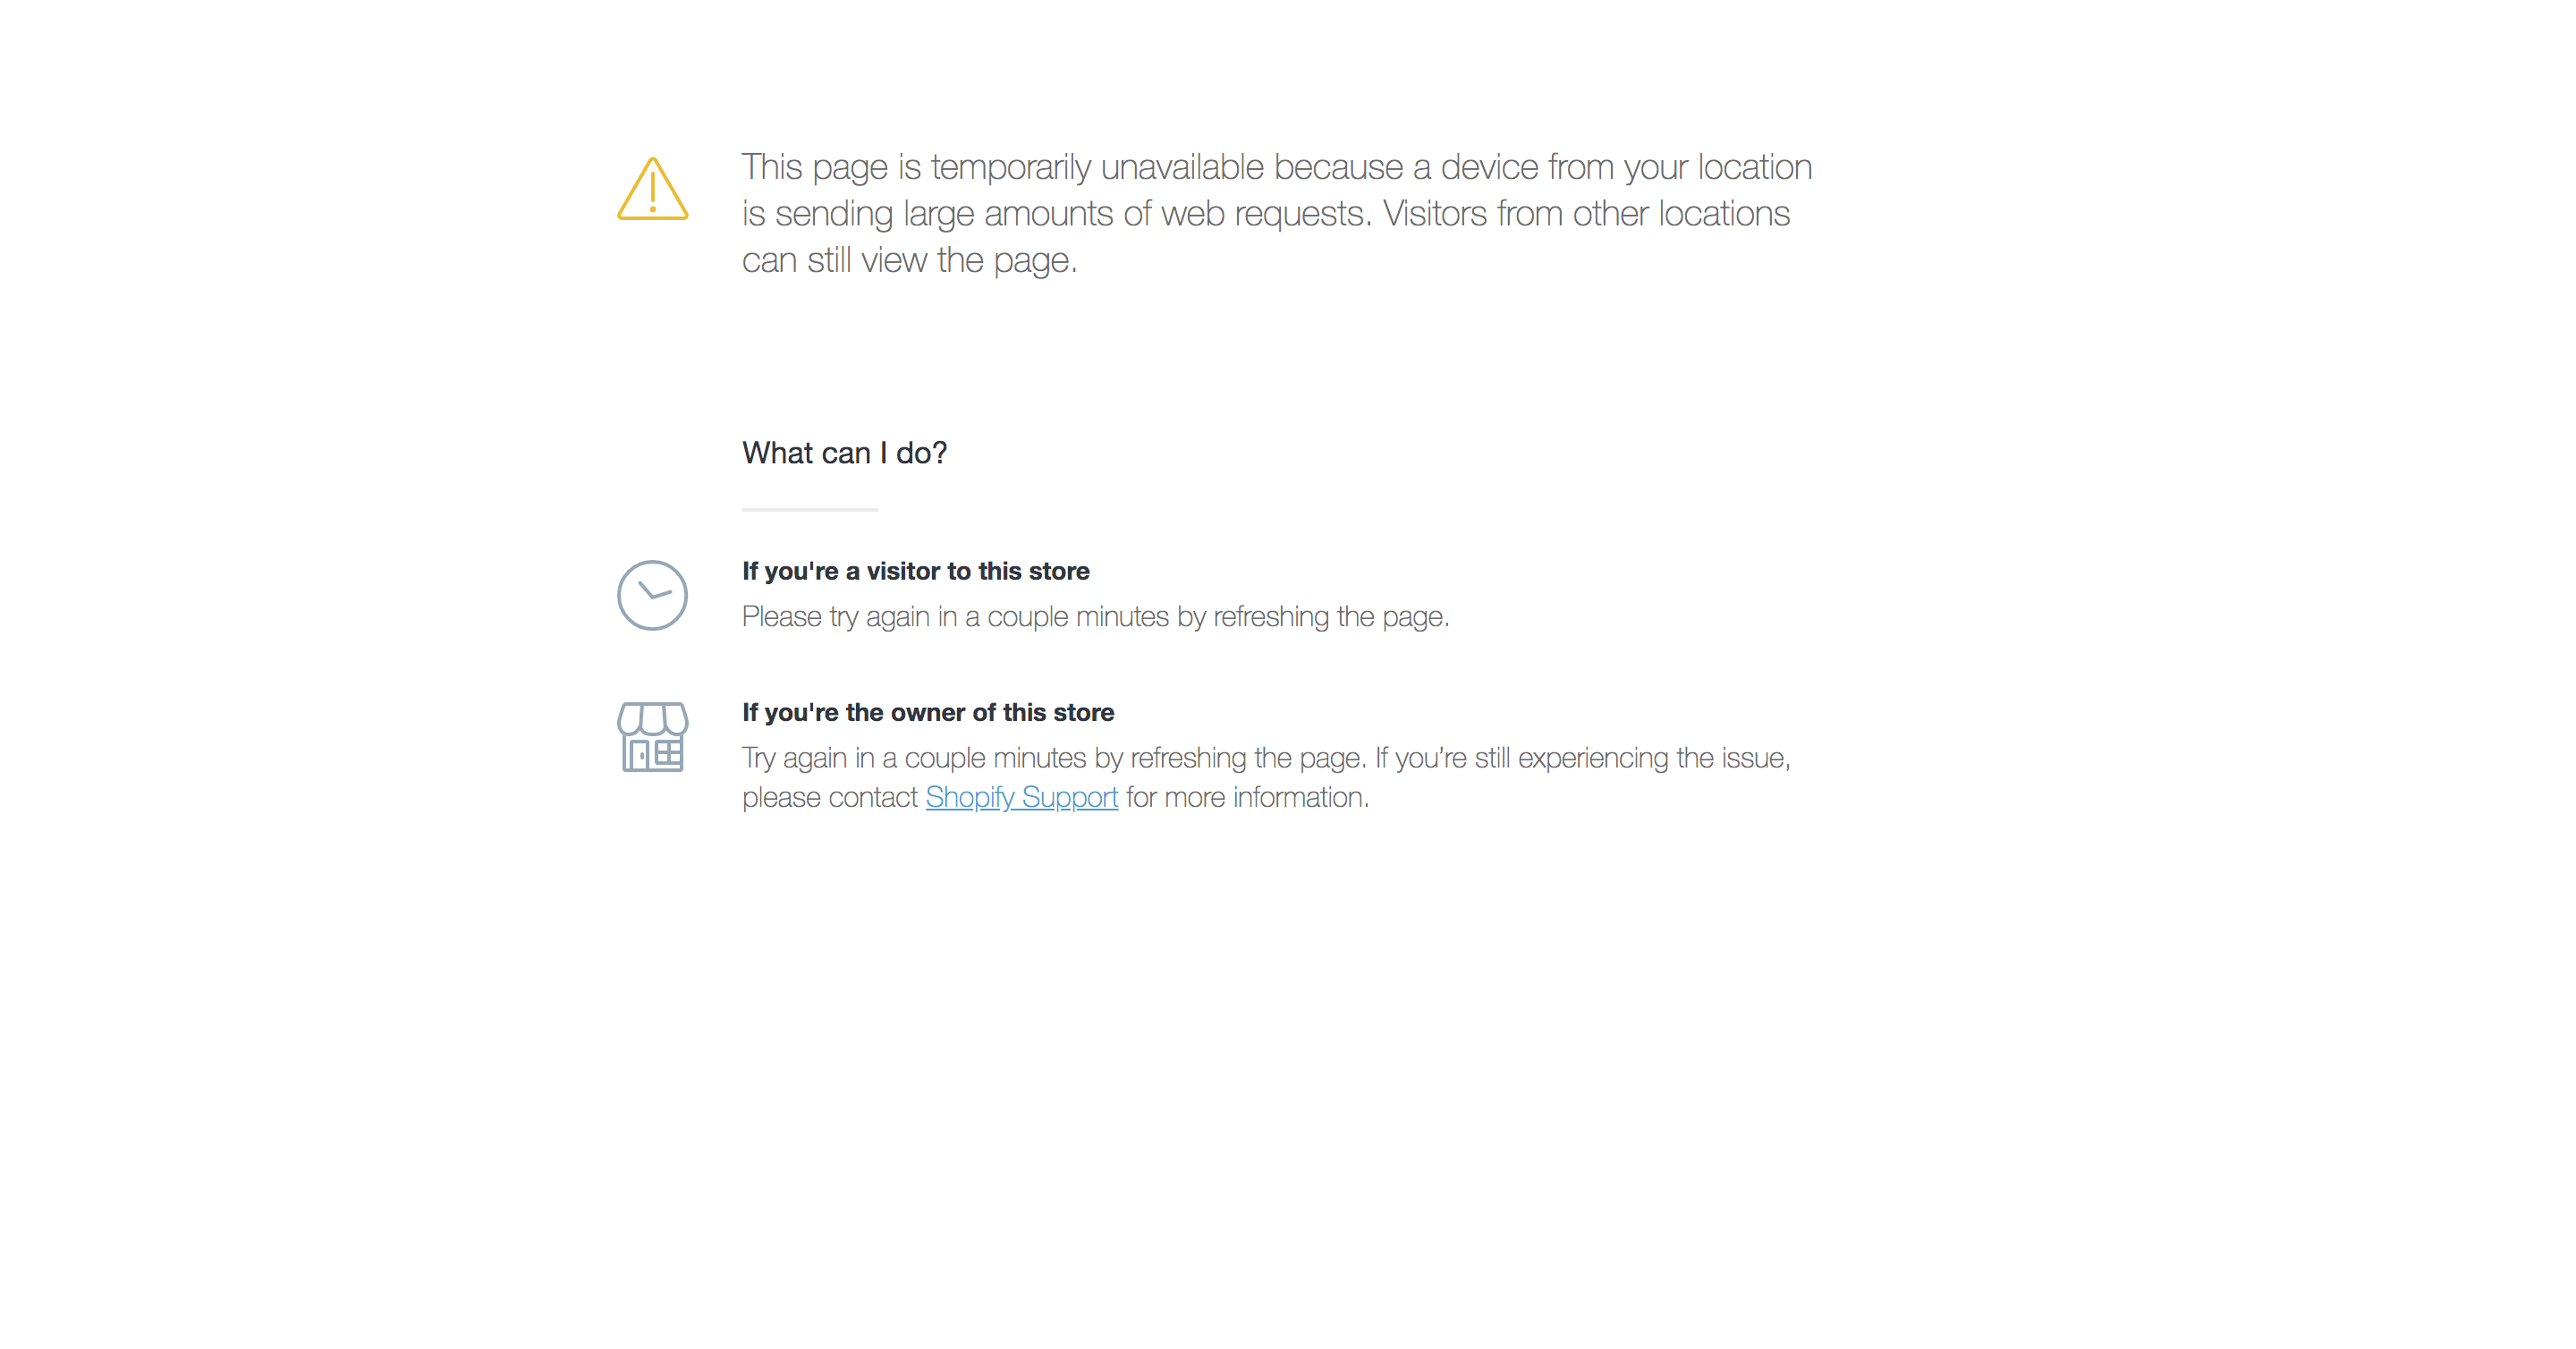 This page is temporarily unavailable because a device from your location
is sending large amounts of web requests. Visitors from other locations
can still view the page.
What can I do?
If you're a visitor to this store
Please try again in a couple minutes by refreshing the page.
If you're the owner of this store
Try again in a couple minutes by refreshing the page. If you’re still experiencing the issue,
please contact Shopify Support for more information.